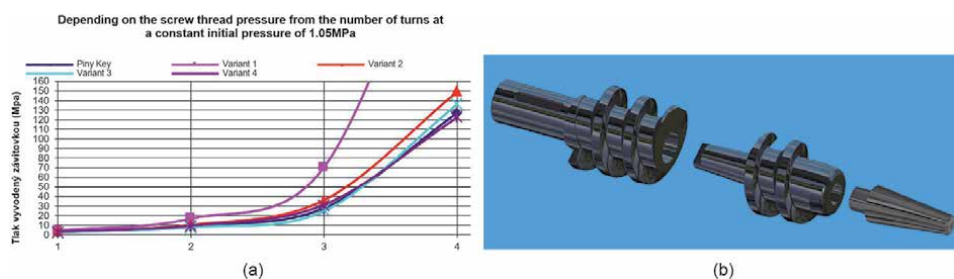 Depending on the screw thread pressure from the number of turns at
a constant initial pressure of 1.05MPa
Piny Key
Variant 1
Variant 2
Variant 3
Variant 4
Tlak vyvodený závitovkou (Mpa)
160
150
140
130
120
110
100
90
80
70
60
50
40
30
20
10
0
1 2 3 4
(a)
(b)